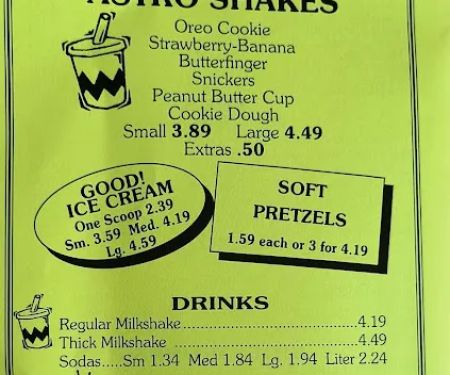 ASTRO SHAKES
Oreo Cookie
Strawberry-Banana
Butterfinger
Snickers
Peanut Butter Cup
Cookie Dough
Small 3.89 Large 4.49
Extras .50
GOOD!
ICE CREAM
One Scoop 2.39
Sm. 3.59 Med. 4.19
Lg. 4.59
SOFT
PRETZELS
1.59 each or 3 for 4.19
DRINKS
Regular Milkshake..............................4.19
Thick Milkshake ...............................4.49
Sodas.....Sm 1.34 Med 1.84 Lg. 1.94 Liter 2.24